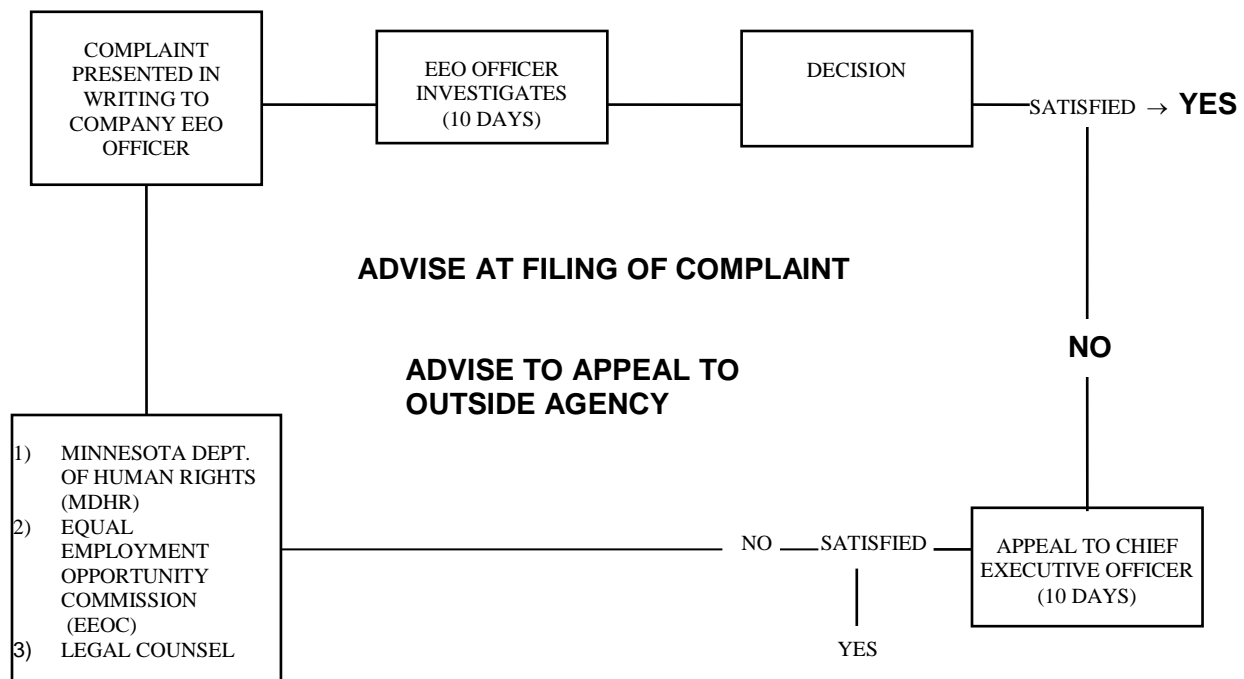 COMPLAINT
PRESENTED IN
WRITING TO
COMPANY EEO
OFFICER
EEO OFFICER
INVESTIGATES
(10 DAYS)
DECISION
SATISFIED → YES
ADVISE AT FILING OF COMPLAINT
NO
ADVISE TO APPEAL TO
OUTSIDE AGENCY
1) MINNESOTA DEPT.
OF HUMAN RIGHTS
(MDHR)
2) EQUAL
EMPLOYMENT
OPPORTUNITY
COMMISSION
(EEOC)
3) LEGAL COUNSEL
NO SATISFIED
YES
APPEAL TO CHIEF
EXECUTIVE OFFICER
(10 DAYS)